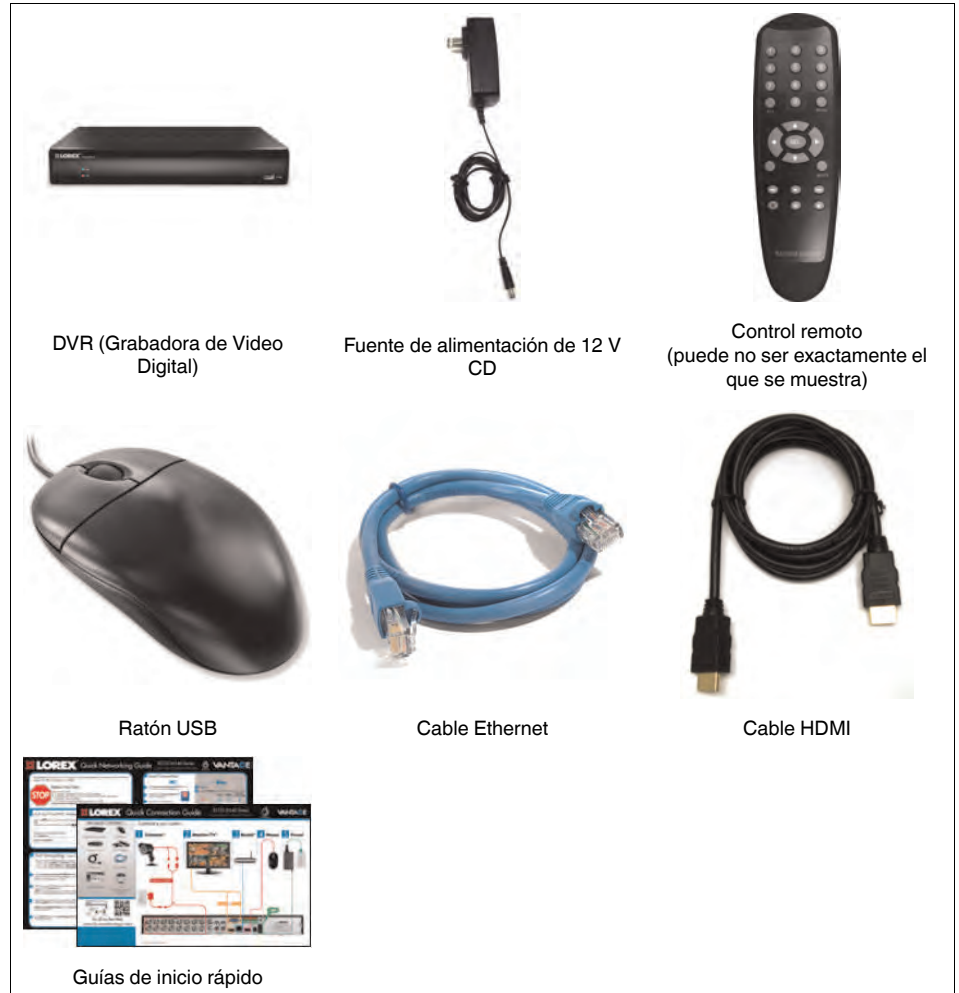 LOREX
DVR (Grabadora de Video
Digital)
Fuente de alimentación de 12 V
CD
Control remoto
(puede no ser exactamente el
que se muestra)
Ratón USB
Cable Ethernet
Cable HDMI
LOREX Quick Networking Guide VANTAGE
STOP
LOREX Quick Connection Guide VANTAGE
Guías de inicio rápido